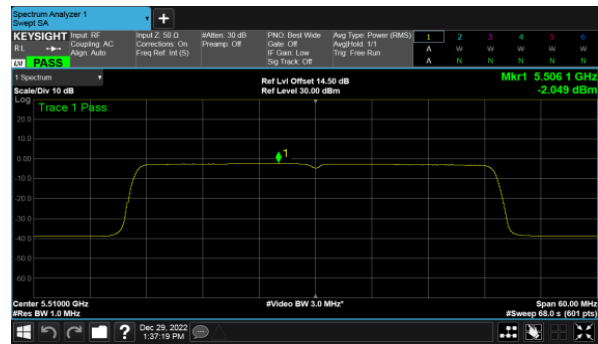 Spectrum Analyzer 1
Swept SA
+
KEYSIGHT Input: RF Input Z: 50 Ω #Atten: 30 dB PNO: Best Wide Avg Type: Power (RMS) 1 2 3 4 5 6
RL Coupling: AC Corrections: On Preamp: Off Gate: Off Avg|Hold: 1/1 A W W W W W
Align: Auto Freq Ref: Int (S) IF Gain: Low Trig: Free Run
PASS Sig Track: Off A N N N N N
1 Spectrum
Ref Lvl Offset 14.50 dB Mkr1 5.506 1 GHz
Scale/Div 10 dB Ref Level 30.00 dBm -2.049 dBm
Log
Trace 1 Pass
20.0
10.0
0.00
1
-10.0
-20.0
-30.0
-40.0
-50.0
-60.0
Center 5.51000 GHz #Video BW 3.0 MHz* Span 60.00 MHz
#Res BW 1.0 MHz #Sweep 68.0 s (601 pts)
? Dec 29, 2022
1:37:19 PM